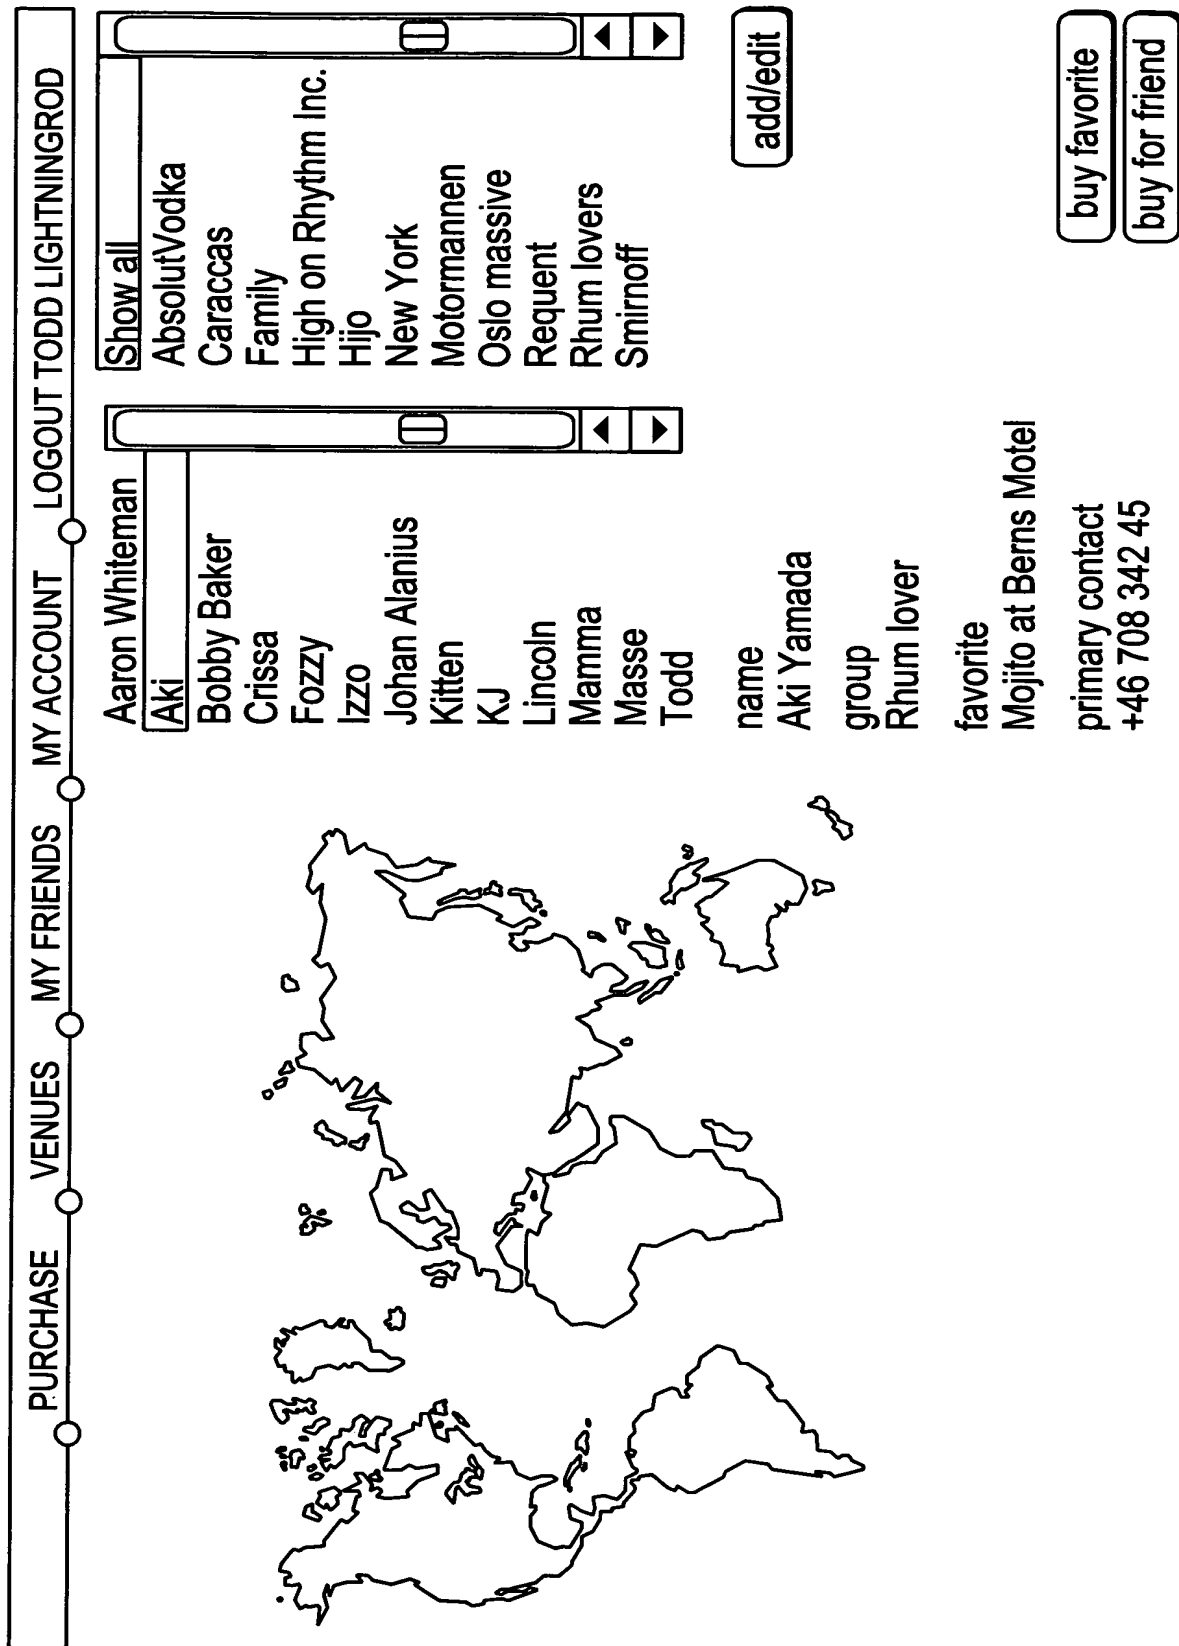 PURCHASE VENUES MY FRIENDS MY ACCOUNT LOGOUT TODD LIGHTNINGROD
Aaron Whiteman
Aki
Bobby Baker
Crissa
Fozzy
Izzo
Johan Alanius
Kitten
KJ
Lincoln
Mamma
Masse
Todd
Show all
AbsolutVodka
Caraccas
Family
High on Rhythm Inc.
Hijo
New York
Motormannen
Oslo massive
Requent
Rhum lovers
Smirnoff
name
Aki Yamada
add/edit
group
Rhum lover
favorite
Mojito at Berns Motel
primary contact
+46 708 342 45
buy favorite
buy for friend